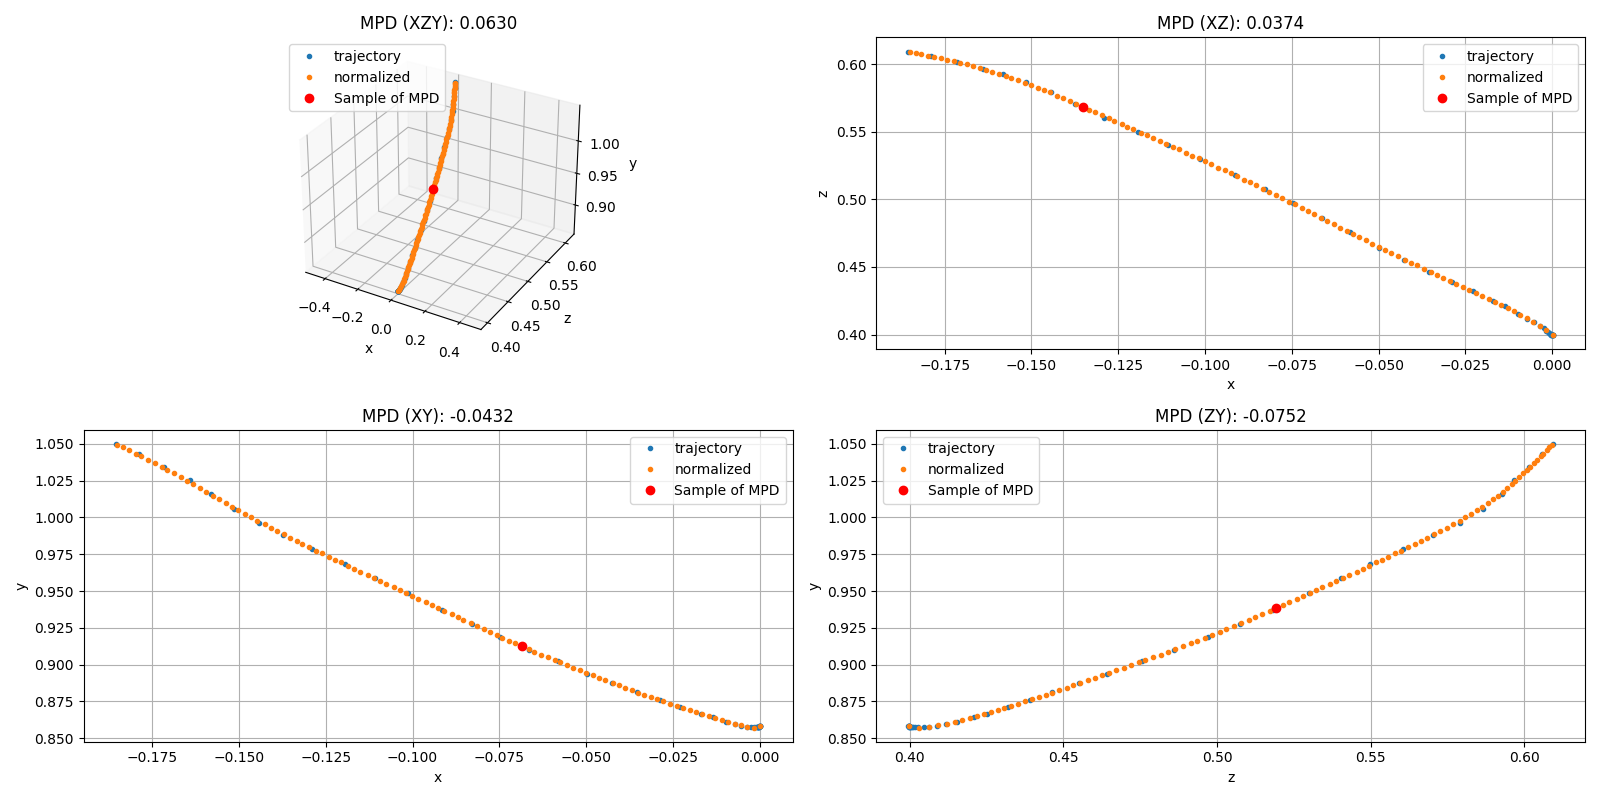 MPD (XZY): 0.0630
trajectory
normalized
Sample of MPD
1.00
0.95
0.90
y
−0.4
−0.2
0.0
0.2
0.4
x
0.40
0.45
0.50
0.55
0.60
z
MPD (XZ): 0.0374
trajectory
normalized
Sample of MPD
0.60
0.55
0.50
0.45
0.40
z
−0.175 −0.150 −0.125 −0.100 −0.075 −0.050 −0.025 0.000
x
MPD (XY): -0.0432
trajectory
normalized
Sample of MPD
1.050
1.025
1.000
0.975
0.950
0.925
0.900
0.875
0.850
y
−0.175 −0.150 −0.125 −0.100 −0.075 −0.050 −0.025 0.000
x
MPD (ZY): -0.0752
trajectory
normalized
Sample of MPD
1.050
1.025
1.000
0.975
0.950
0.925
0.900
0.875
0.850
y
0.40 0.45 0.50 0.55 0.60
z